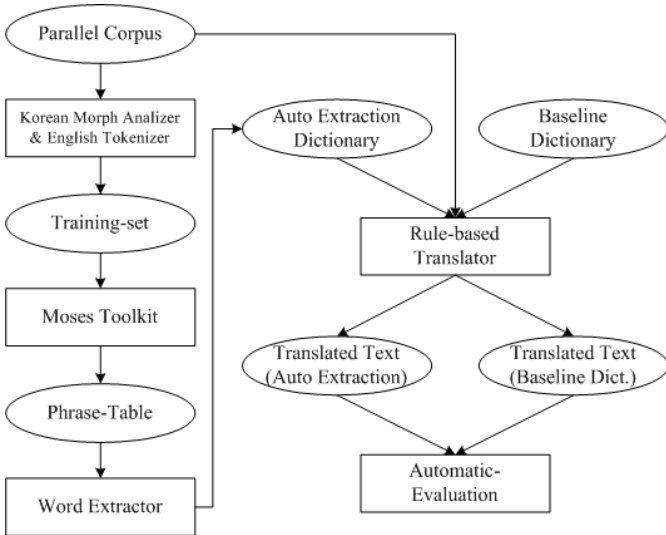 Parallel Corpus
Korean Morph Analizer
& English Tokenizer
Training-set
Moses Toolkit
Phrase-Table
Word Extractor
Auto Extraction
Dictionary
Baseline
Dictionary
Rule-based
Translator
Translated Text
(Auto Extraction)
Translated Text
(Baseline Dict.)
Automatic-
Evaluation